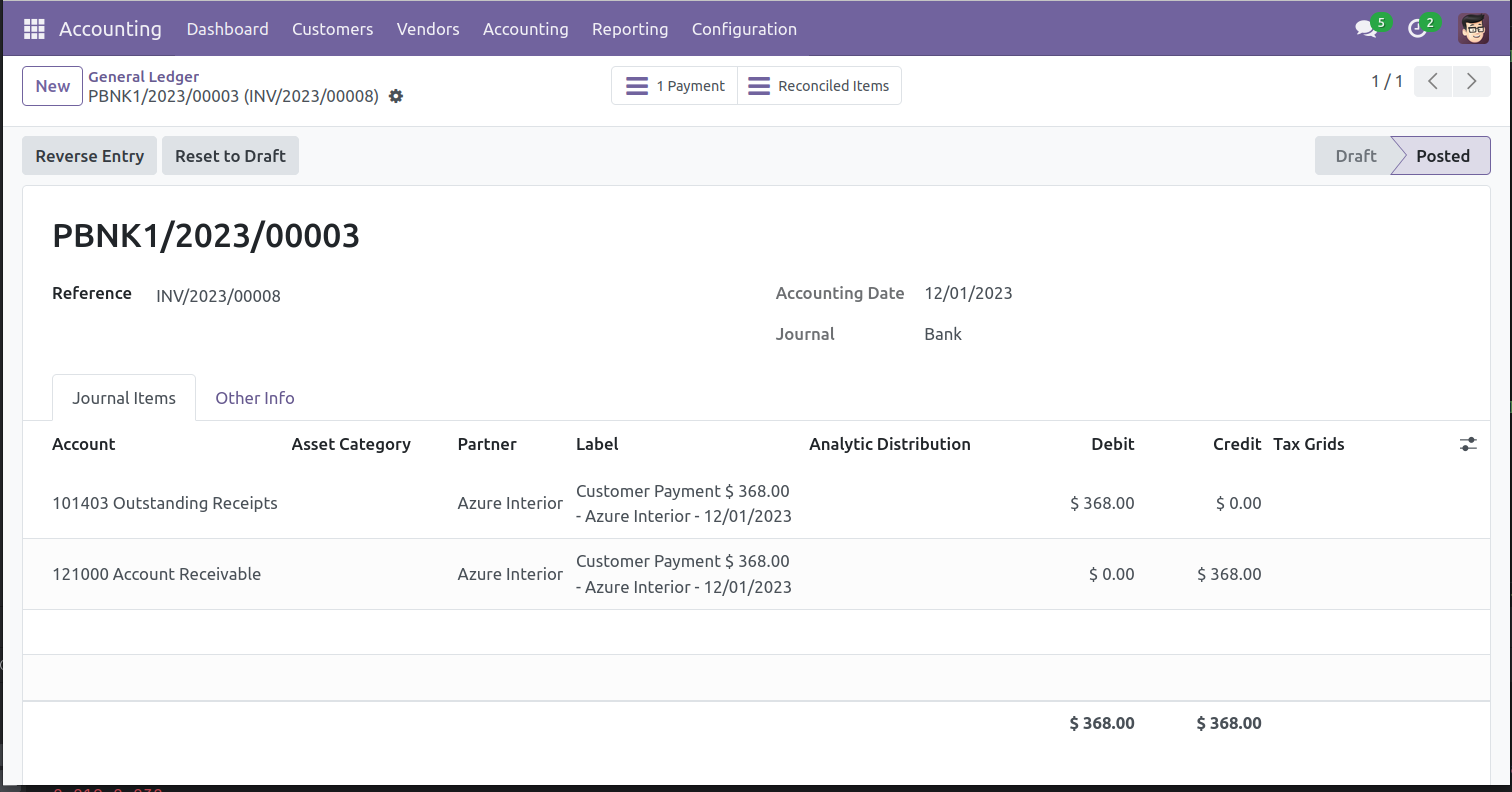 Accounting Dashboard Customers Vendors Accounting Reporting Configuration 5 2
New General Ledger
PBNK1/2023/00003 (INV/2023/00008)
1 Payment Reconciled Items 1 / 1
Reverse Entry Reset to Draft Draft Posted
PBNK1/2023/00003
Reference INV/2023/00008 Accounting Date 12/01/2023
Journal Bank
Journal Items Other Info
Account Asset Category Partner Label Analytic Distribution Debit Credit Tax Grids
101403 Outstanding Receipts Azure Interior Customer Payment $ 368.00 
- Azure Interior - 12/01/2023 $ 368.00 $ 0.00
121000 Account Receivable Azure Interior Customer Payment $ 368.00 
- Azure Interior - 12/01/2023 $ 0.00 $ 368.00
$ 368.00 $ 368.00